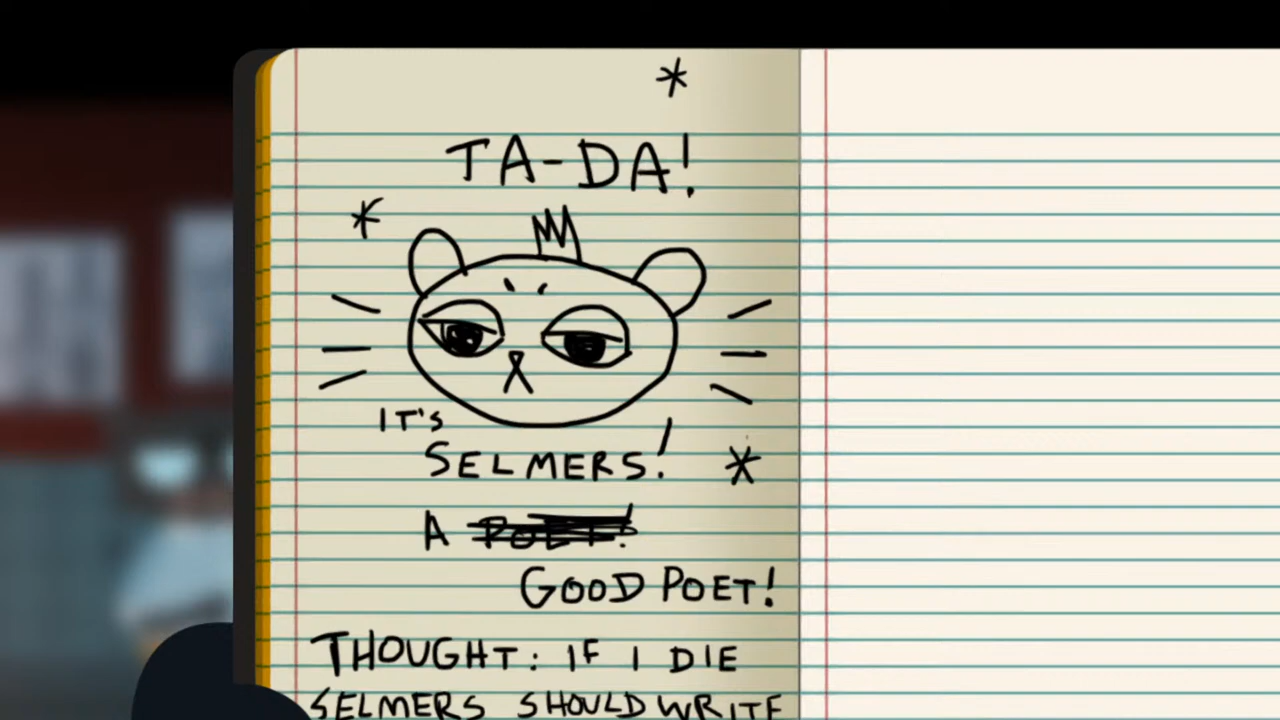 TA-DA!
IT'S
SELMERS!
A POET!
GOOD POET!
THOUGHT: IF I DIE
SELMERS SHOULD WRITE